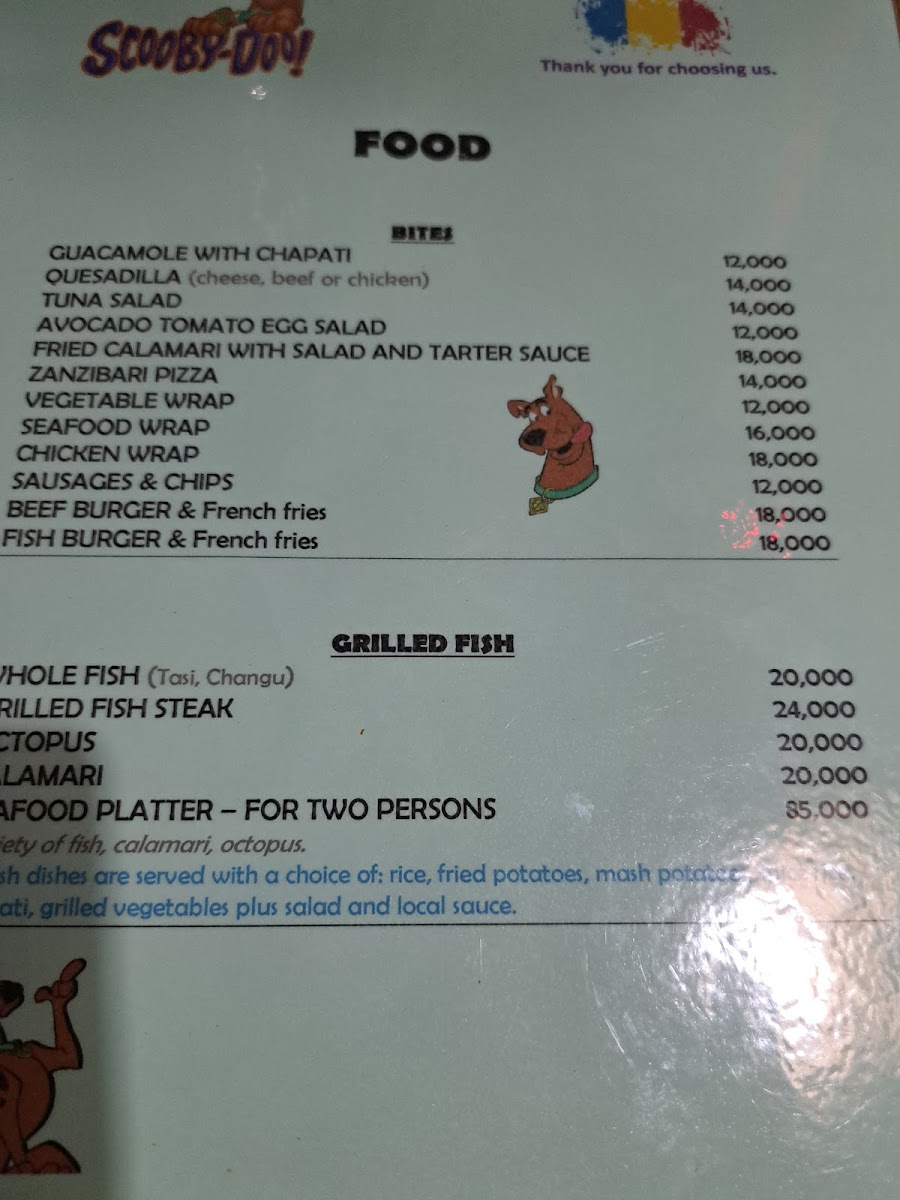 SCOOBY-DOO!
Thank you for choosing us.
FOOD
BITES
GUACAMOLE WITH CHAPATI 12,000
QUESADILLA (cheese, beef or chicken) 14,000
TUNA SALAD 14,000
AVOCADO TOMATO EGG SALAD 12,000
FRIED CALAMARI WITH SALAD AND TARTER SAUCE 18,000
ZANZIBARI PIZZA 14,000
VEGETABLE WRAP 12,000
SEAFOOD WRAP 16,000
CHICKEN WRAP 18,000
SAUSAGES & CHIPS 12,000
BEEF BURGER & French fries 18,000
FISH BURGER & French fries 18,000
GRILLED FISH
WHOLE FISH (Tasi, Changu) 20,000
RILLED FISH STEAK 24,000
CTOPUS 20,000
ALAMARI 20,000
AFOOD PLATTER – FOR TWO PERSONS 85,000
iety of fish, calamari, octopus.
sh dishes are served with a choice of: rice, fried potatoes, mash
ati, grilled vegetables plus salad and local sauce.